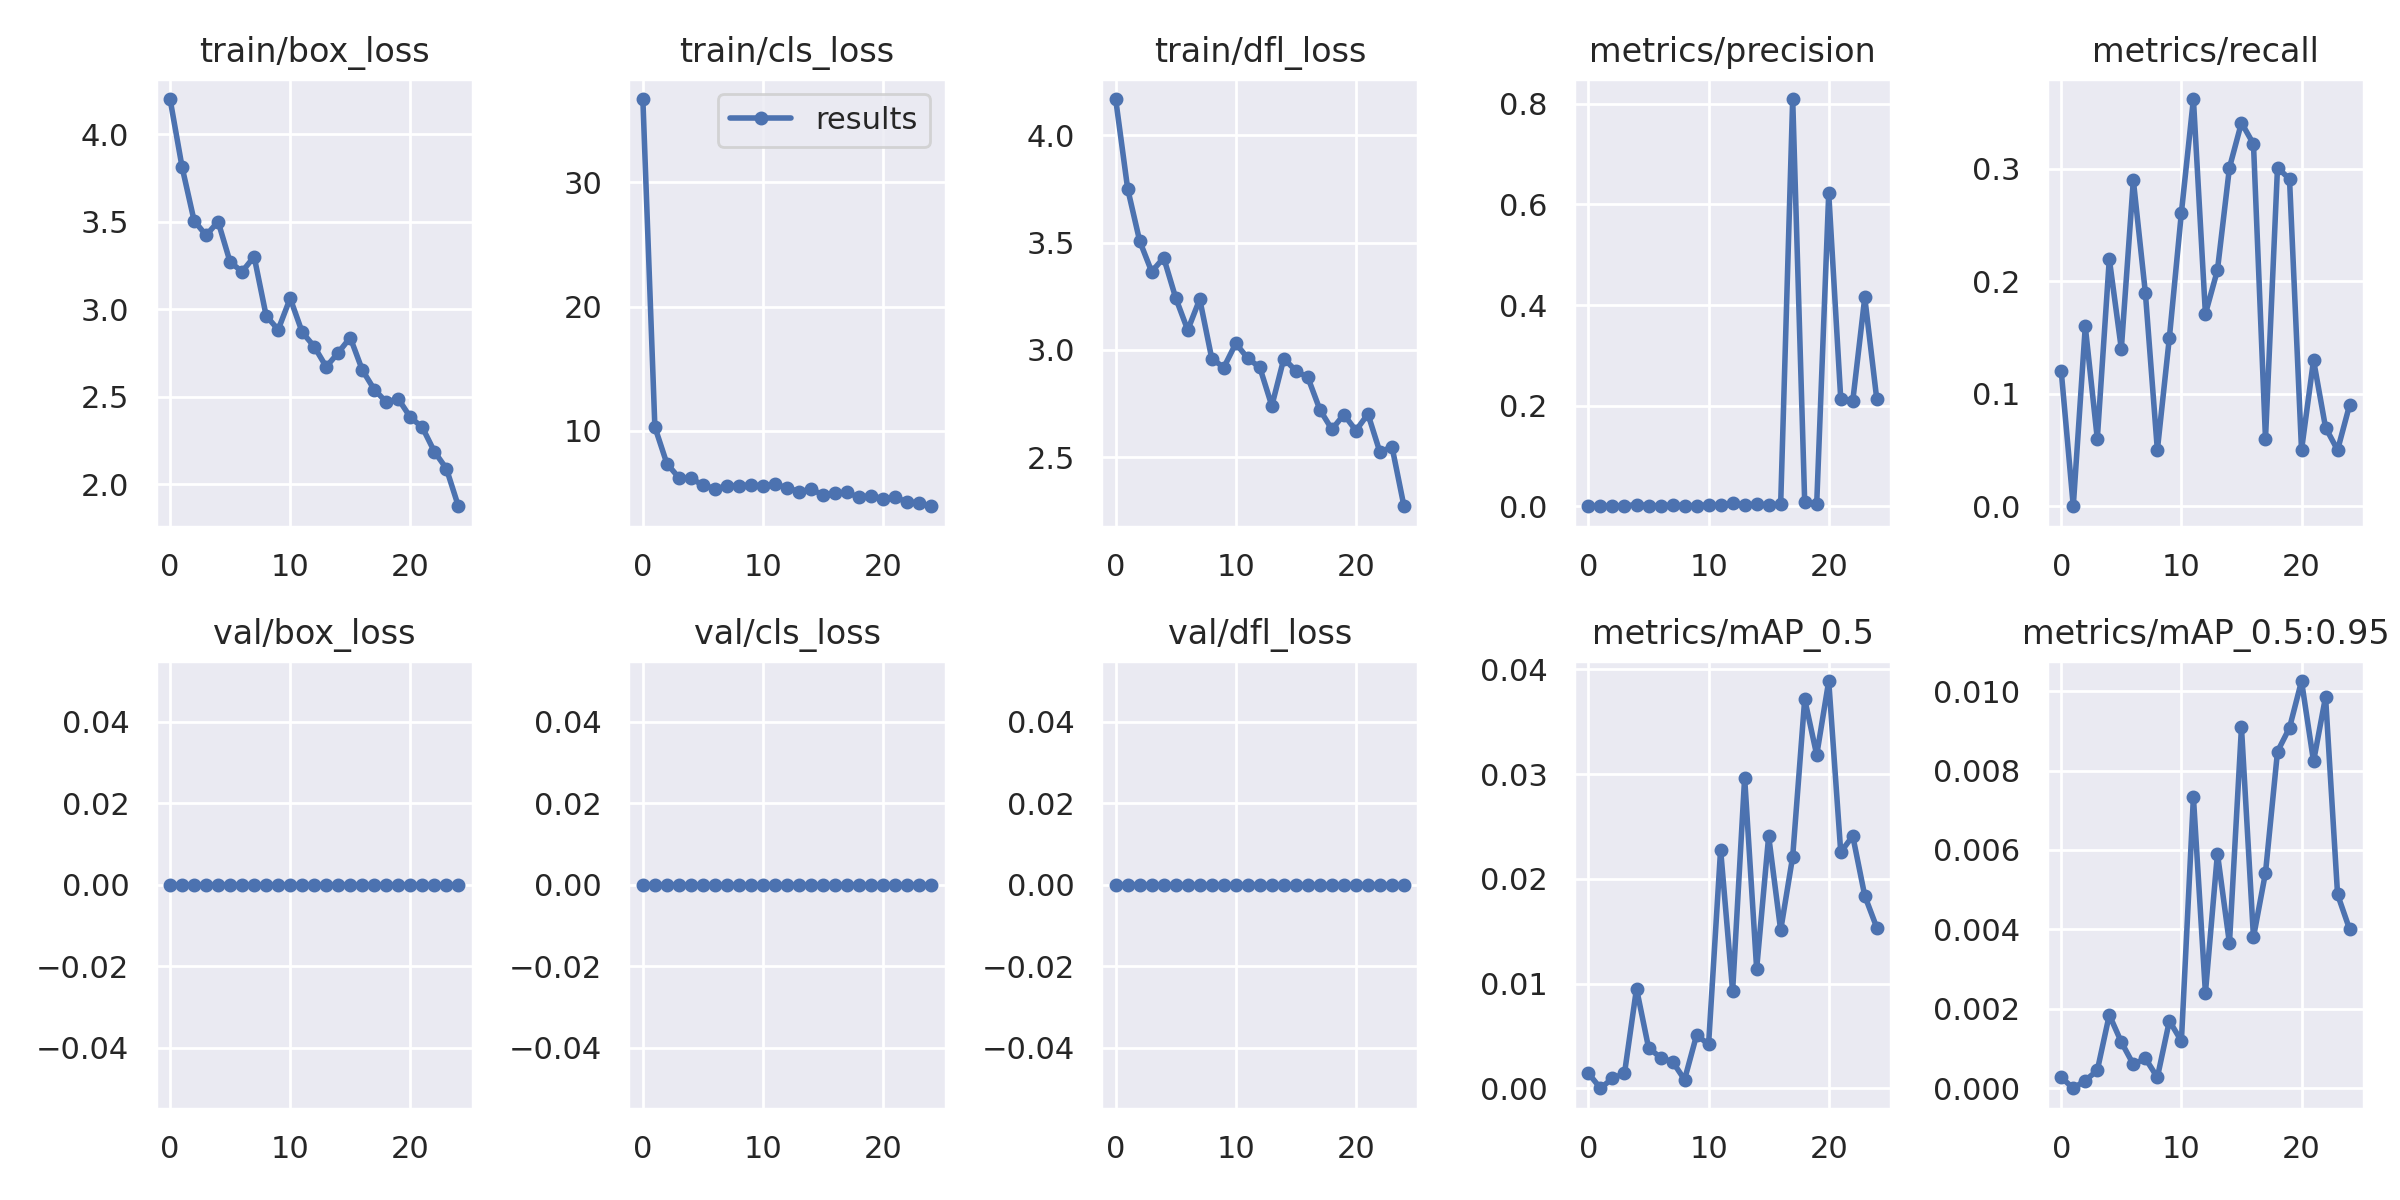 train/box_loss
4.0
3.5
3.0
2.5
2.0
0 10 20
train/cls_loss
results
30
20
10
0 10 20
train/dfl_loss
4.0
3.5
3.0
2.5
0 10 20
metrics/precision
0.8
0.6
0.4
0.2
0.0
0 10 20
metrics/recall
0.3
0.2
0.1
0.0
0 10 20
val/box_loss
0.04
0.02
0.00
−0.02
−0.04
0 10 20
val/cls_loss
0.04
0.02
0.00
−0.02
−0.04
0 10 20
val/dfl_loss
0.04
0.02
0.00
−0.02
−0.04
0 10 20
metrics/mAP_0.5
0.04
0.03
0.02
0.01
0.00
0 10 20
metrics/mAP_0.5:0.95
0.010
0.008
0.006
0.004
0.002
0.000
0 10 20